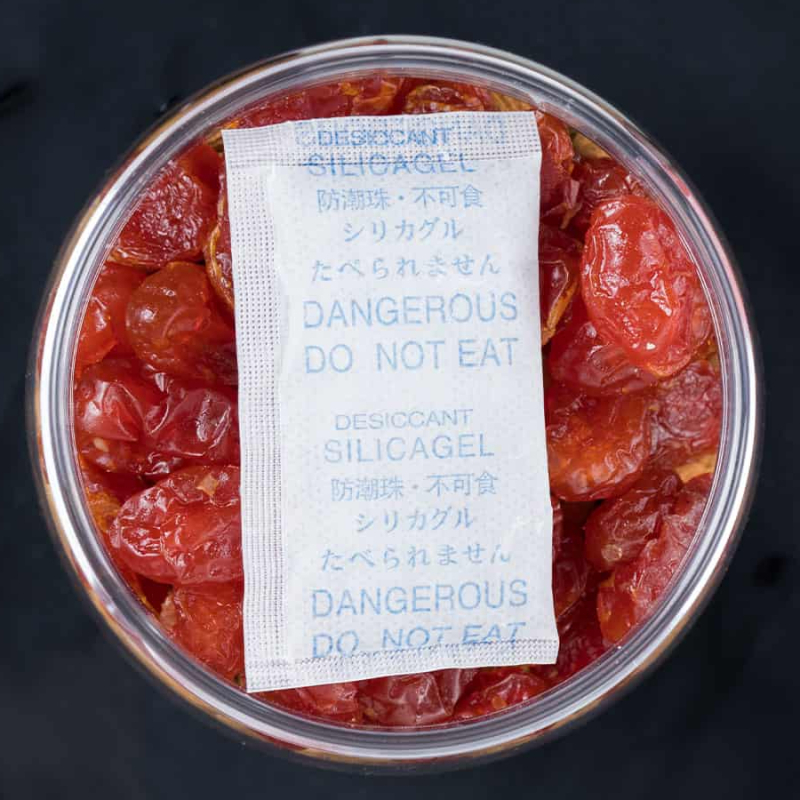 DESICCANT
SILICAGEL
防潮珠・不可食
シリカグル
たべられません
DANGEROUS
DO NOT EAT
DESICCANT
SILICAGEL
防潮珠・不可食
シリカグル
たべられません
DANGEROUS
DO NOT EAT